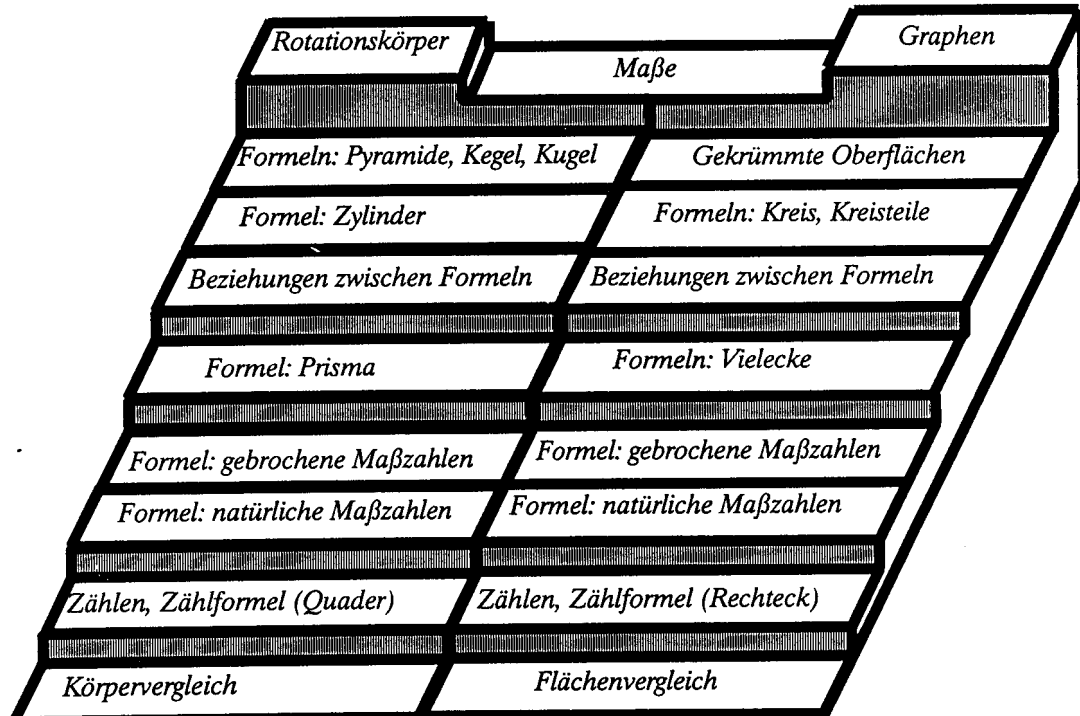 Rotationskörper
Maße
Graphen
Formeln: Pyramide, Kegel, Kugel
Gekrümmte Oberflächen
Formel: Zylinder
Formeln: Kreis, Kreisteile
Beziehungen zwischen Formeln
Beziehungen zwischen Formeln
Formel: Prisma
Formeln: Vielecke
Formel: gebrochene Maßzahlen
Formel: gebrochene Maßzahlen
Formel: natürliche Maßzahlen
Formel: natürliche Maßzahlen
Zählen, Zählformel (Quader)
Zählen, Zählformel (Rechteck)
Körpervergleich
Flächenvergleich